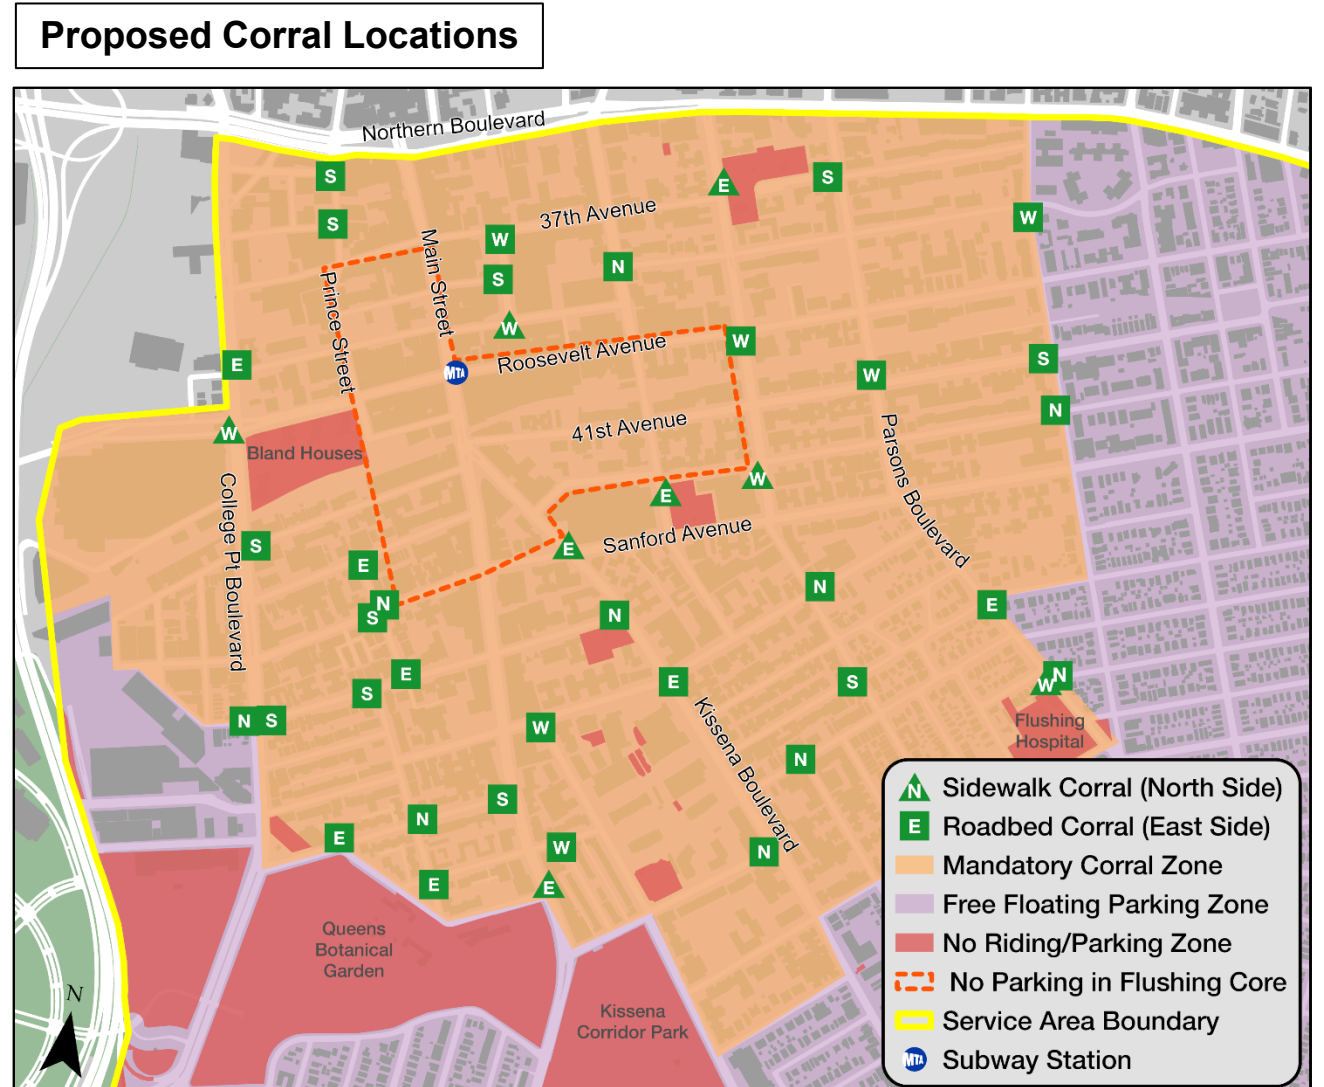 Proposed Corral Locations
Northern Boulevard
S
E
S
37th Avenue
W
S
W
Main Street
N
S
Prince Street
W
Roosevelt Avenue
W
MTA
E
S
W
N
41st Avenue
W
Bland Houses
Parsons Boulevard
W
E
College Pt Boulevard
Sanford Avenue
S
E
E
N
N
E
S
N
E
N
W
S
E
S
Flushing
Hospital
N
S
W
Kissena Boulevard
N
S
N
E
W
N
E
E
Queens
Botanical
Garden
Kissena
Corridor Park
N
N Sidewalk Corral (North Side)
E Roadbed Corral (East Side)
Mandatory Corral Zone
Free Floating Parking Zone
No Riding/Parking Zone
No Parking in Flushing Core
Service Area Boundary
MTA Subway Station